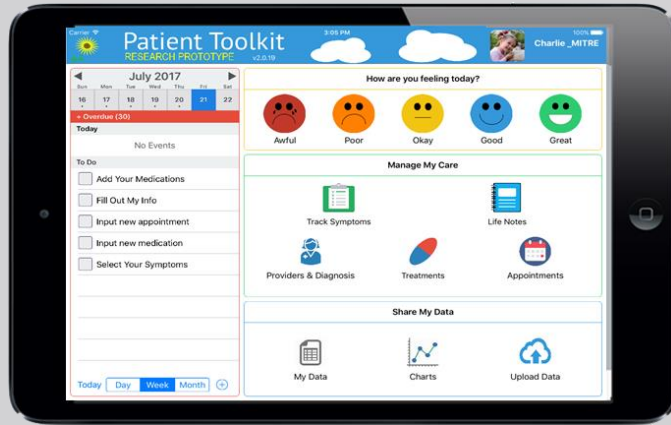 Carrier
3:05 PM
100%
Patient Toolkit
RESEARCH PROTOTYPE
v2.0.19
Charlie _MITRE
July 2017
Sun Mon Tue Wed Thu Fri Sat
16 17 18 19 20 21 22
+ Overdue (30)
Today
No Events
To Do
Add Your Medications
Fill Out My Info
Input new appointment
Input new medication
Select Your Symptoms
Today Day Week Month
How are you feeling today?
Awful Poor Okay Good Great
Manage My Care
Track Symptoms Life Notes
Providers & Diagnosis Treatments Appointments
Share My Data
My Data Charts Upload Data